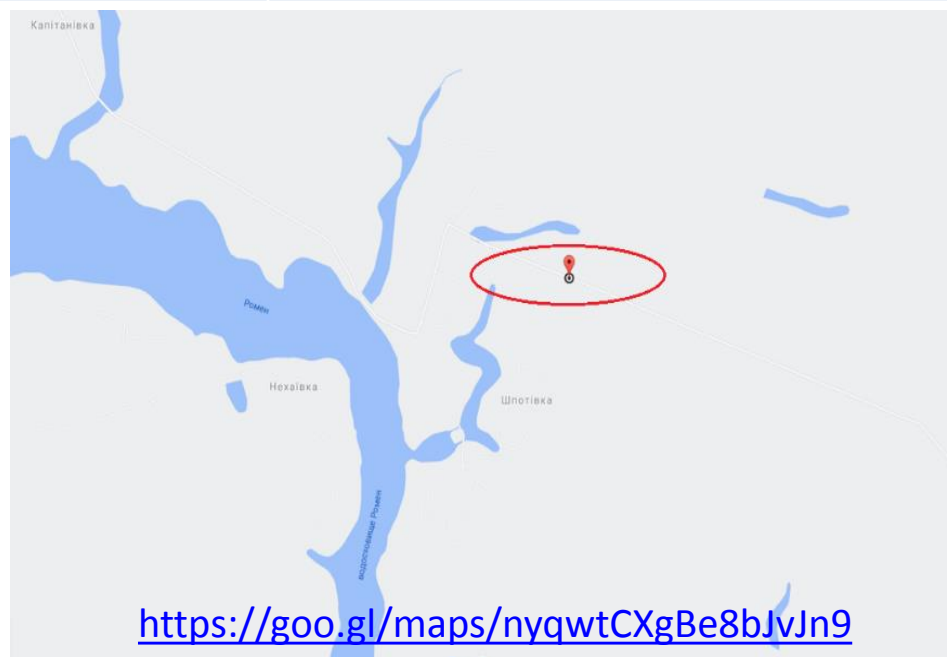 Капітанівка
Ромен
Нехаївка
Шпотівка
водосховище Ромен
https://goo.gl/maps/nyqwtCXgBe8bJvJn9